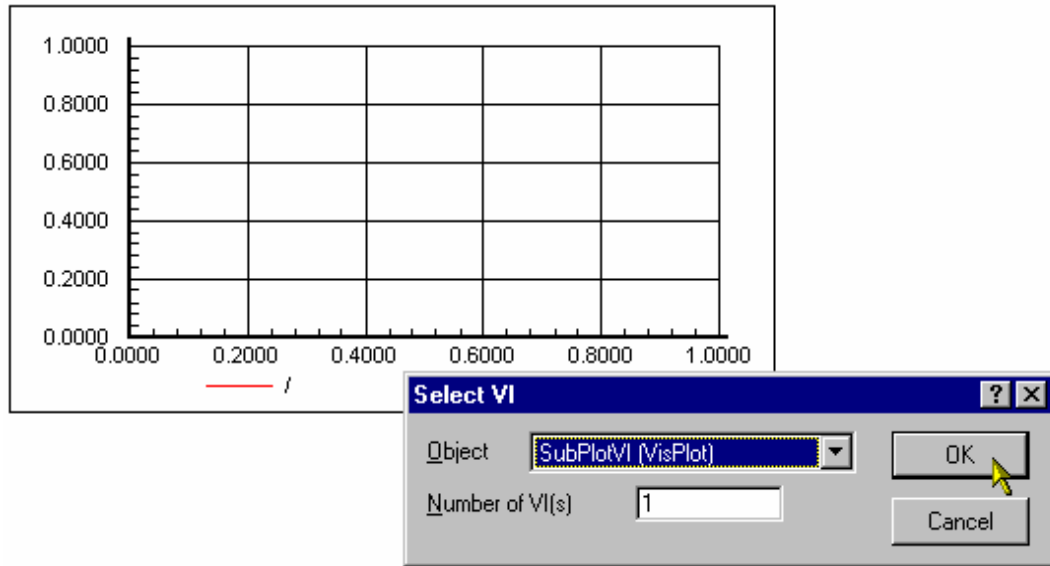 1.0000
0.8000
0.6000
0.4000
0.2000
0.0000
0.0000 0.2000 0.4000 0.6000 0.8000 1.0000
/
Select VI
Object SubPlotVI (VisPlot) OK
Number of VI(s) 1
Cancel